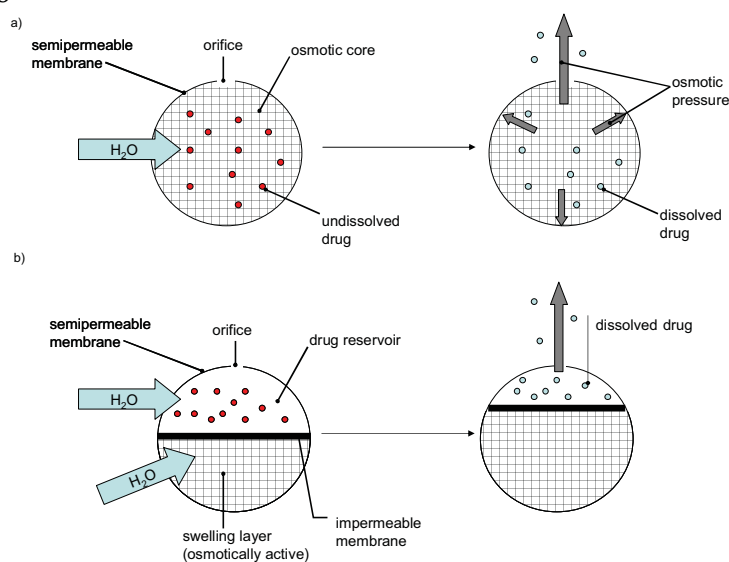 a)
semipermeable
membrane
orifice
osmotic core
H2O
undissolved
drug
osmotic
pressure
dissolved
drug
b)
semipermeable
membrane
orifice
drug reservoir
H2O
H2O
swelling layer
(osmotically active)
impermeable
membrane
dissolved drug